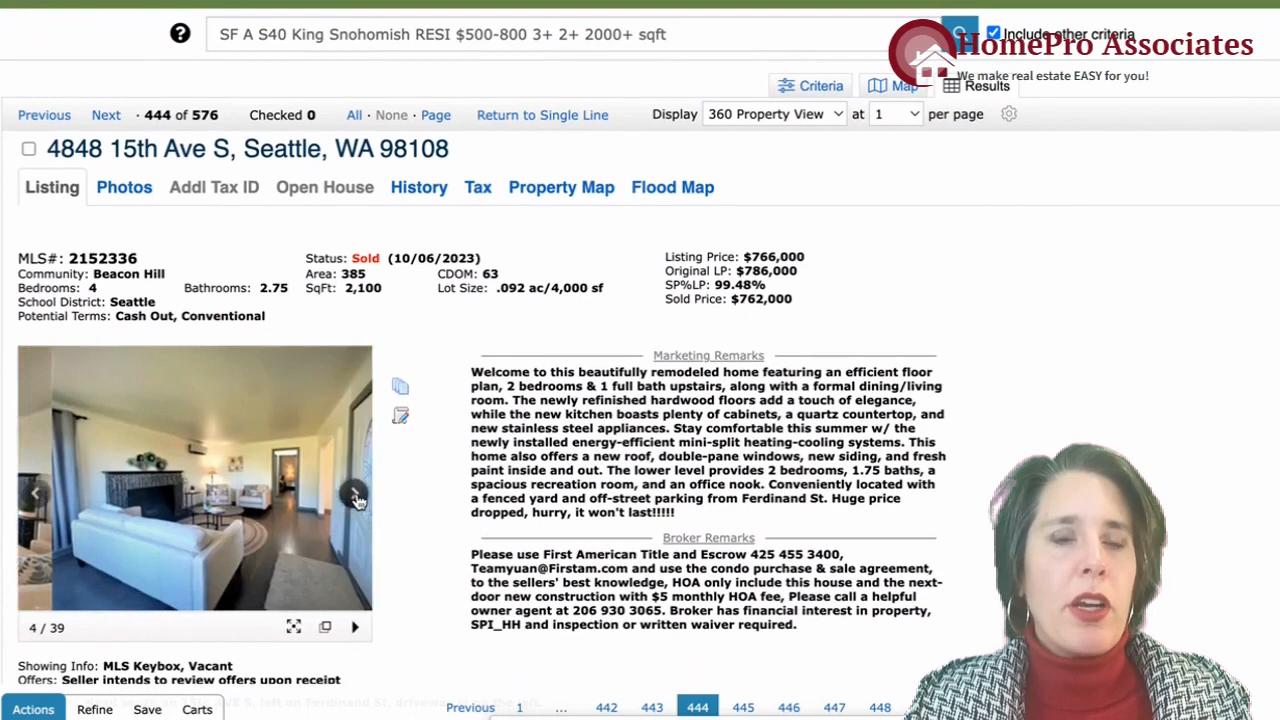 SF A S40 King Snohomish RESI $500-800 3+ 2+ 2000+ sqft
Include other criteria
HomePro Associates
We make real estate EASY for you!
Criteria Map Results
Previous Next · 444 of 576 Checked 0 All · None · Page Return to Single Line Display 360 Property View at 1 per page
4848 15th Ave S, Seattle, WA 98108
Listing Photos Addl Tax ID Open House History Tax Property Map Flood Map
MLS#: 2152336 Status: Sold (10/06/2023) Listing Price: $766,000
Community: Beacon Hill Area: 385 CDOM: 63 Original LP: $786,000
Bedrooms: 4 Bathrooms: 2.75 SqFt: 2,100 Lot Size: .092 ac/4,000 sf SP%LP: 99.48%
School District: Seattle Sold Price: $762,000
Potential Terms: Cash Out, Conventional
Marketing Remarks
Welcome to this beautifully remodeled home featuring an efficient floor
plan, 2 bedrooms & 1 full bath upstairs, along with a formal dining/living
room. The newly refinished hardwood floors add a touch of elegance,
while the new kitchen boasts plenty of cabinets, a quartz countertop, and
new stainless steel appliances. Stay comfortable this summer w/ the
newly installed energy-efficient mini-split heating-cooling systems. This
home also offers a new roof, double-pane windows, new siding, and fresh
paint inside and out. The lower level provides 2 bedrooms, 1.75 baths, a
spacious recreation room, and an office nook. Conveniently located with
a fenced yard and off-street parking from Ferdinand St. Huge price
dropped, hurry, it won't last!!!!!
Broker Remarks
Please use First American Title and Escrow 425 455 3400,
Teamyuan@Firstam.com and use the condo purchase & sale agreement,
to the sellers' best knowledge, HOA only include this house and the next-
door new construction with $5 monthly HOA fee, Please call a helpful
owner agent at 206 930 3065. Broker has financial interest in property,
SPI_HH and inspection or written waiver required.
4 / 39
Showing Info: MLS Keybox, Vacant
Offers: Seller intends to review offers upon receipt
AVE S, left on Ferdinand St, driveway
Actions Refine Save Carts Previous 1 ... 442 443 444 445 446 447 448